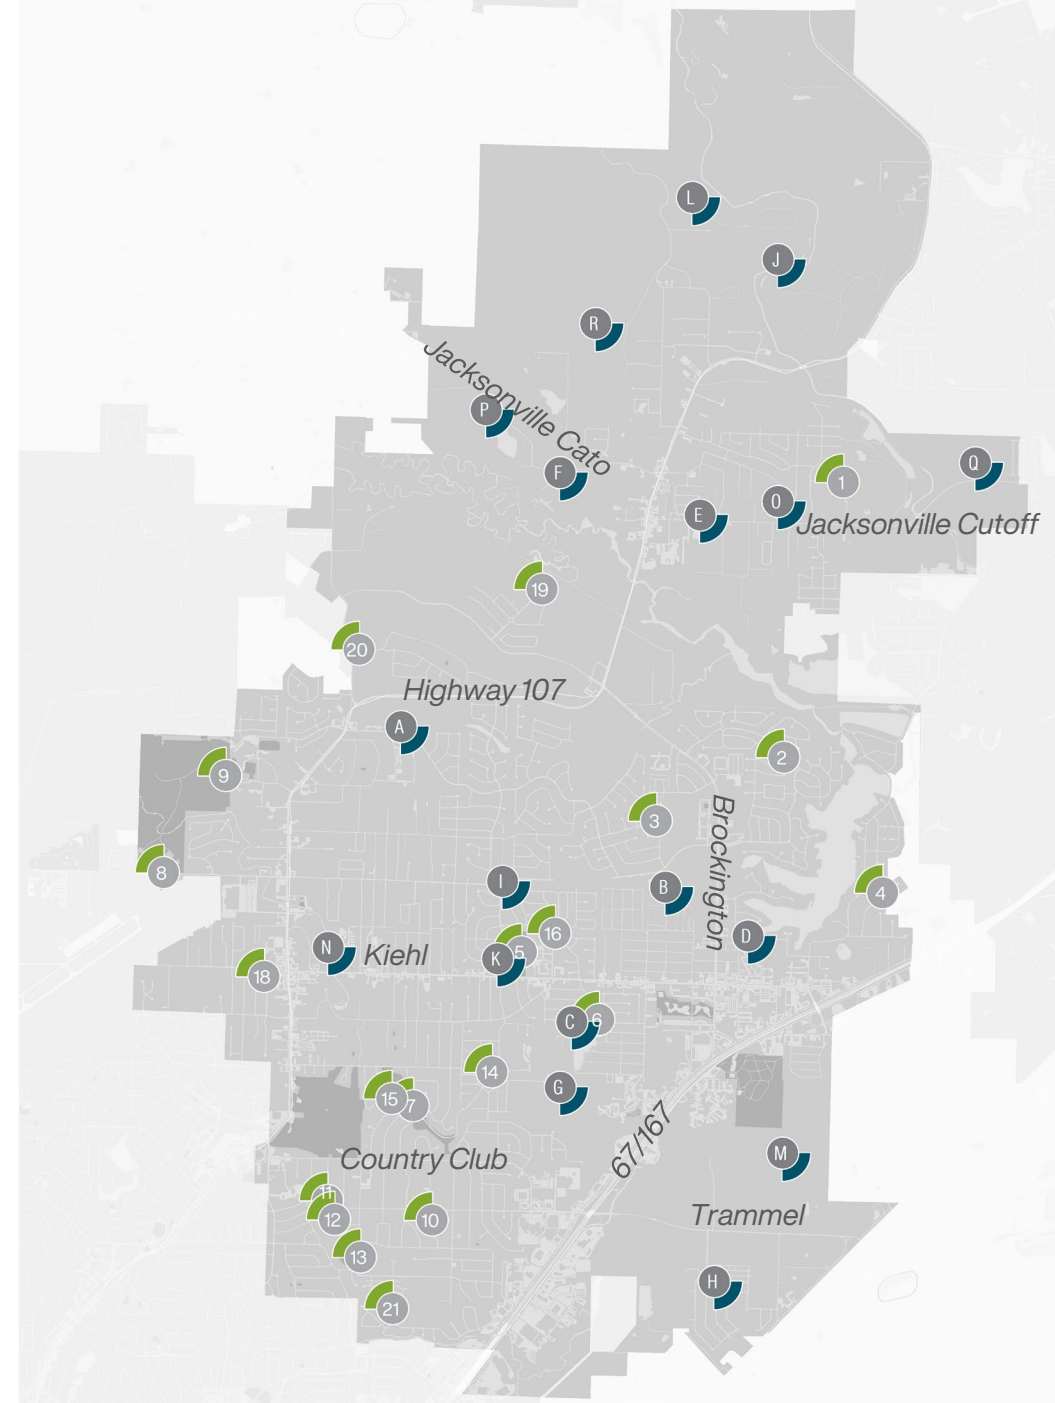 L
J
R
Jacksonville Cato
P
F
Q
1
O
E
Jacksonville Cutoff
19
20
Highway 107
A
2
9
3
Brockington
8
I
B
4
16
D
N
Kiehl
5
K
18
C
6
14
G
15
7
67/167
M
Country Club
11
12
10
Trammel
13
H
21